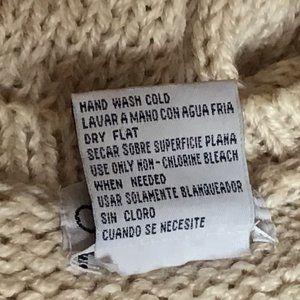 HAND WASH COLD
LAVAR A MANO CON AGUA FRIA
DRY FLAT
SECAR SOBRE SUPERFICIE PLANA
USE ONLY NON-CHLORINE BLEACH
WHEN NEEDED
USAR SOLAMENTE BLANQUEADOR
SIN CLORO
CUANDO SE NECESITE